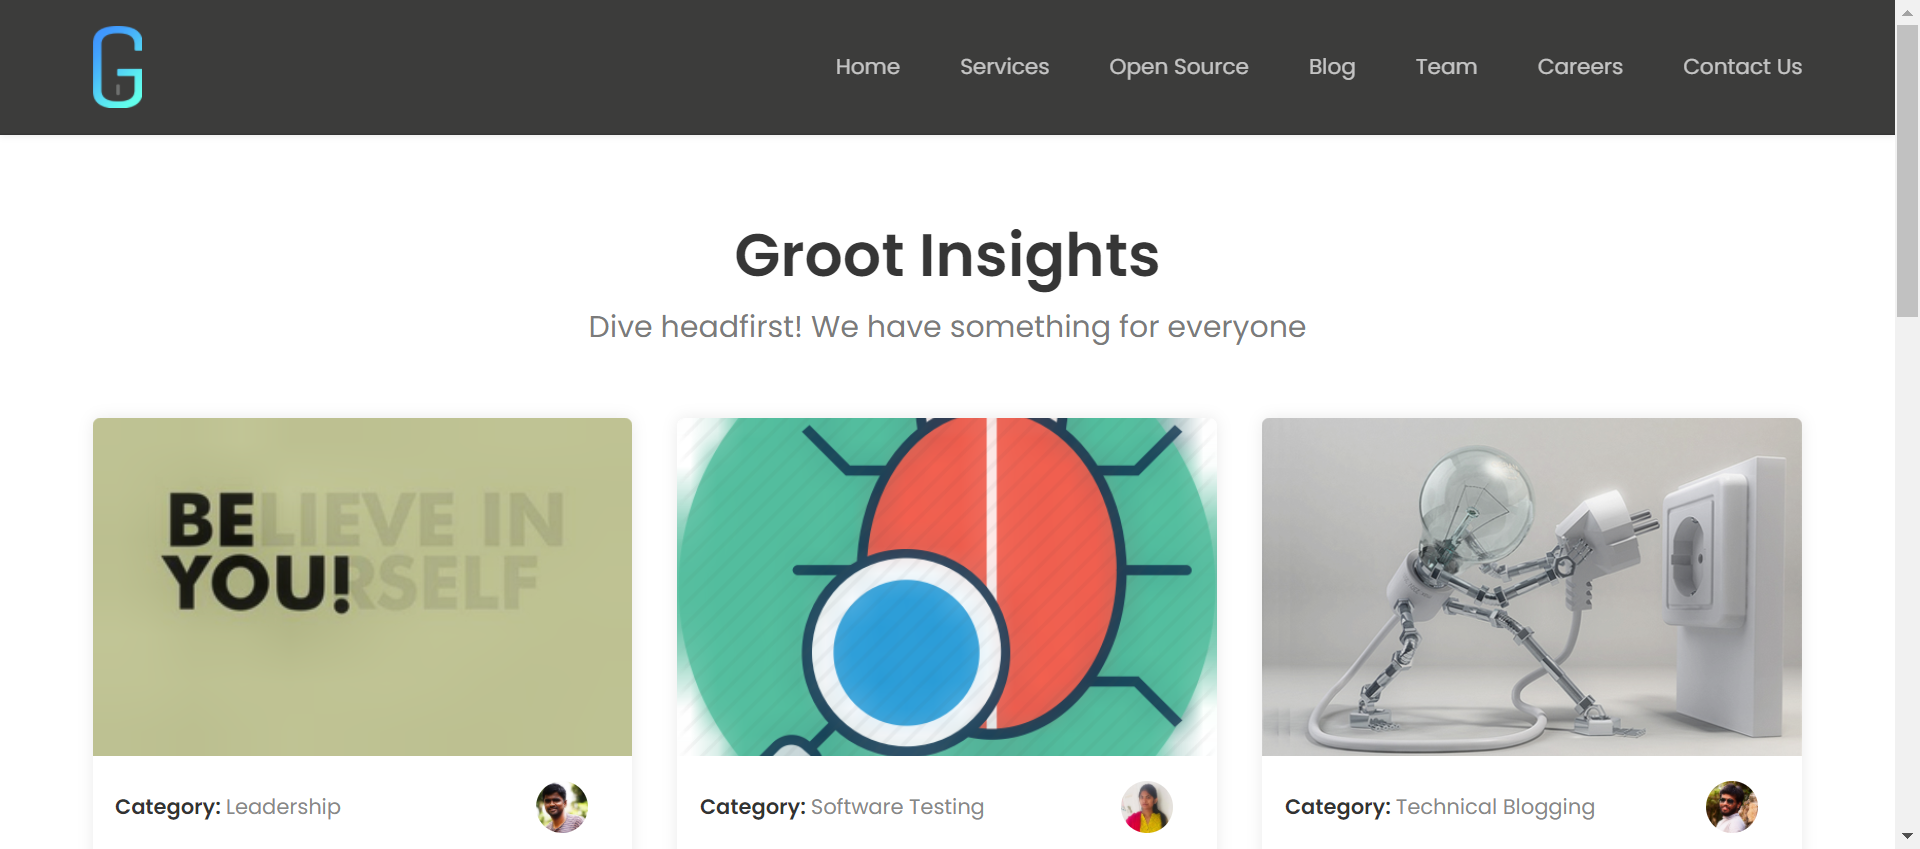 G
Home Services Open Source Blog Team Careers Contact Us
Groot Insights
Dive headfirst! We have something for everyone
BELIEVE IN
YOU!RSELF
Category: Leadership
Category: Software Testing
Category: Technical Blogging